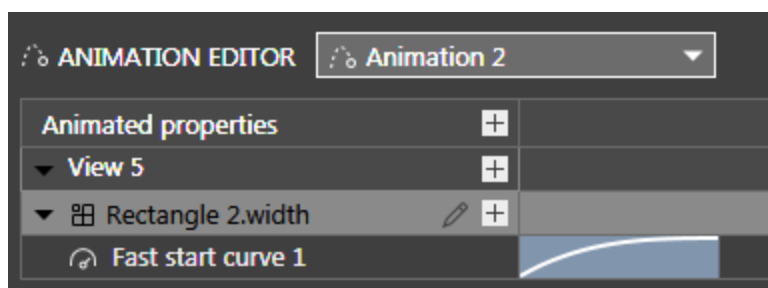 ANIMATION EDITOR Animation 2
Animated properties
View 5
Rectangle 2.width
Fast start curve 1